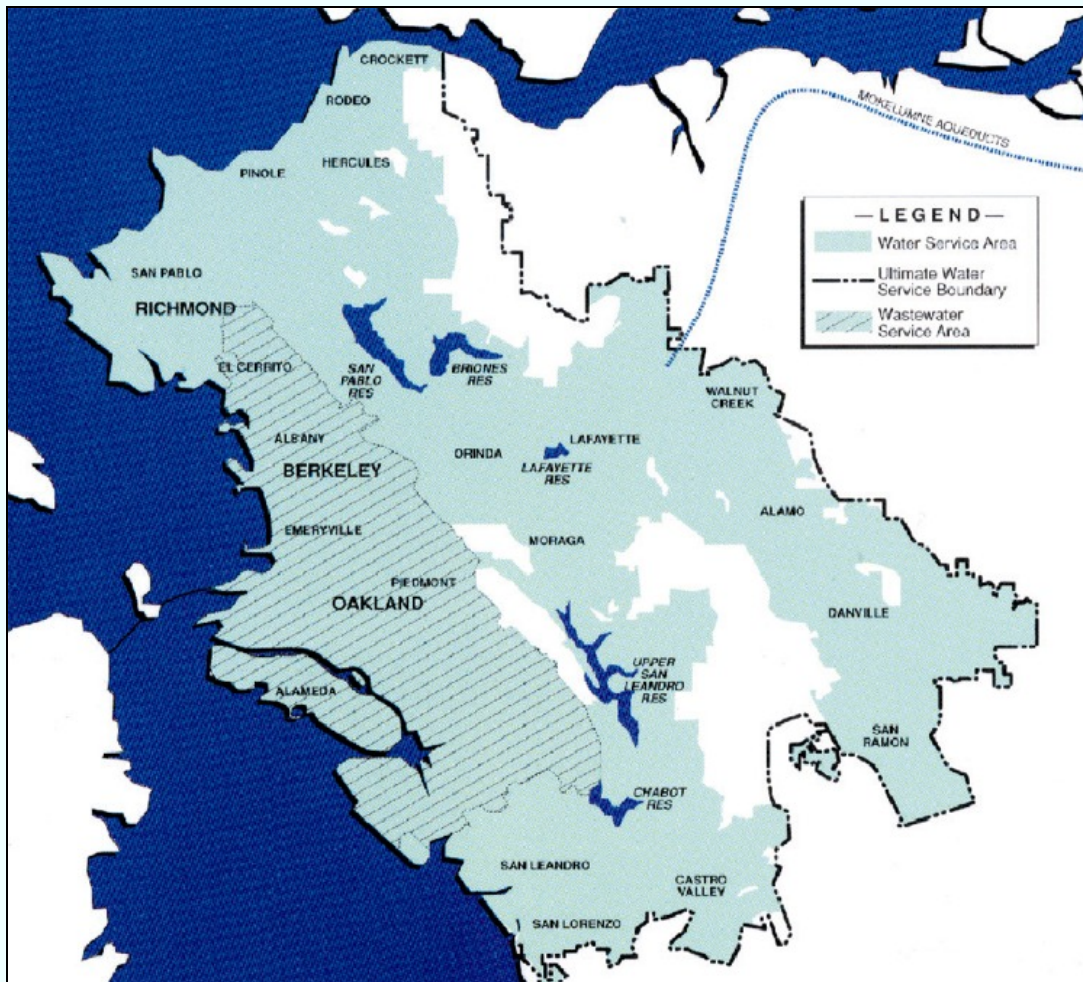 CROCKETT
RODEO
MOKELUMNE AQUEDUCTS
HERCULES
PINOLE
— LEGEND —
Water Service Area
Ultimate Water
Service Boundary
Wastewater
Service Area
SAN PABLO
RICHMOND
EL CERRITO
SAN
PABLO
RES
BRIONES
RES
WALNUT
CREEK
ALBANY
BERKELEY
ORINDA
LAFAYETTE
LAFAYETTE
RES
ALAMO
EMERYVILLE
MORAGA
PIEDMONT
OAKLAND
DANVILLE
UPPER
SAN
LEANDRO
RES
ALAMEDA
SAN
RAMON
CHABOT
RES
SAN LEANDRO
CASTRO
VALLEY
SAN LORENZO